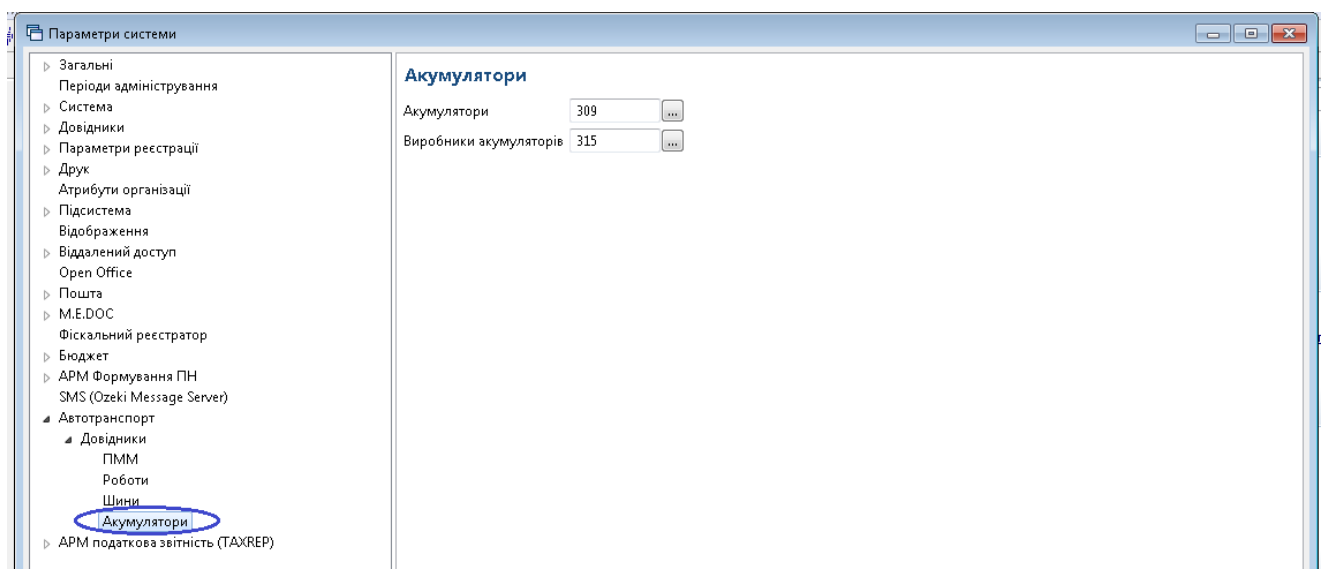 Параметри системи
Загальні
Періоди адміністрування
Система
Довідники
Параметри реєстрації
Друк
Атрибути організації
Підсистема
Відображення
Віддалений доступ
Open Office
Пошта
M.E.DOC
Фіскальний реєстратор
Бюджет
АРМ Формування ПН
SMS (Ozeki Message Server)
Автотранспорт
Довідники
ПММ
Роботи
Шини
Акумулятори
АРМ податкова звітність (TAXREP)
Акумулятори
Акумулятори 309 ...
Виробники акумуляторів 315 ...